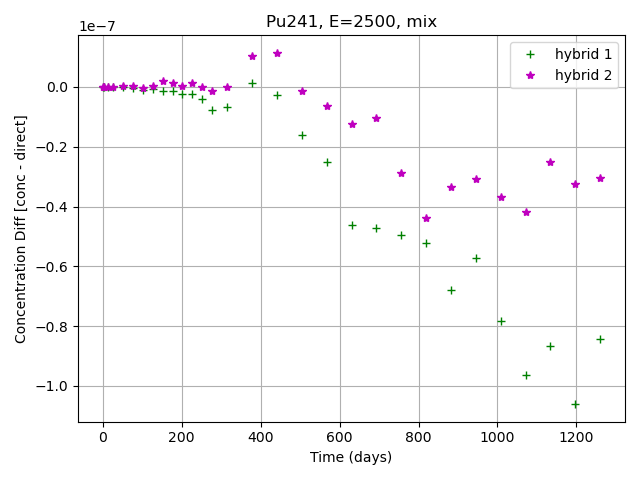 Pu241, E=2500, mix
1e−7
hybrid 1
hybrid 2
0.0
−0.2
−0.4
−0.6
−0.8
−1.0
Concentration Diff [conc - direct]
0 200 400 600 800 1000 1200
Time (days)